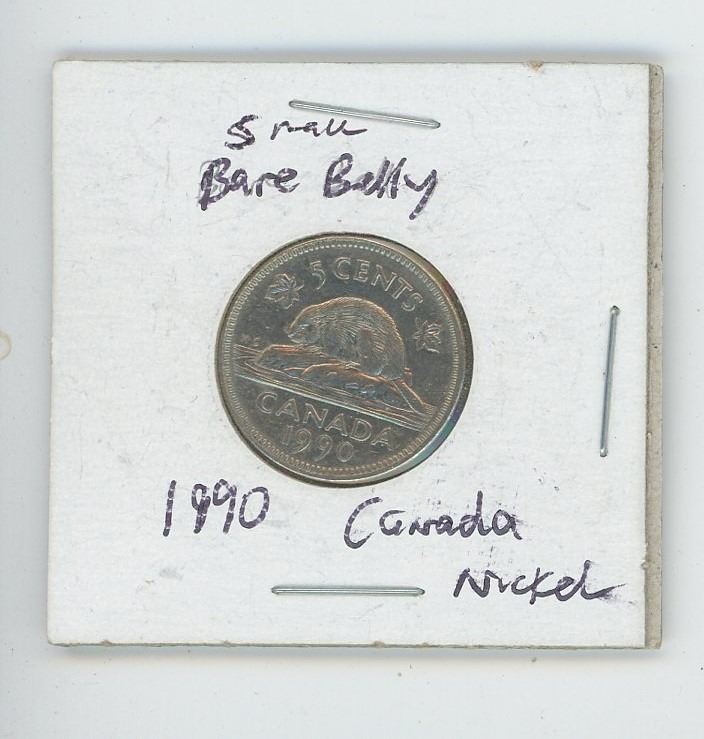 Small
Bare Belly
5 CENTS
CANADA
1990
1990 Canada
Nickel